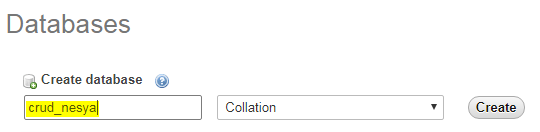 Databases
Create database
crud_nesya Collation Create